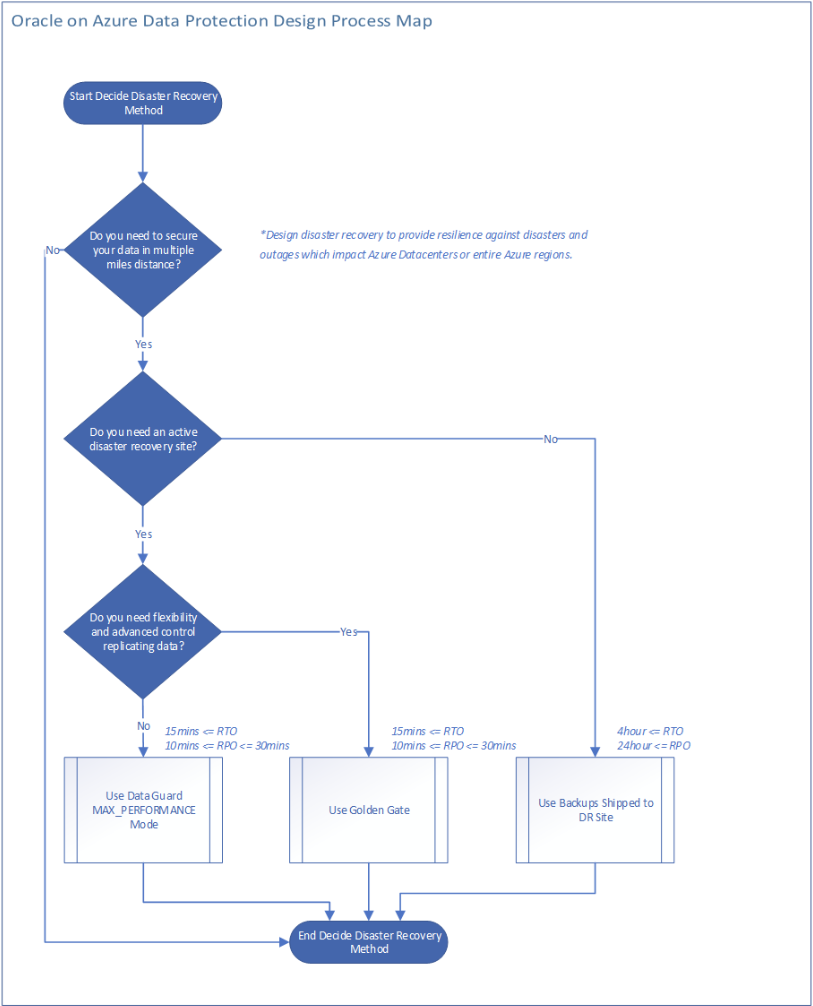 Oracle on Azure Data Protection Design Process Map
Start Decide Disaster Recovery
Method
Do you need to secure
your data in multiple
miles distance?
No
*Design disaster recovery to provide resilience against disasters and
outages which impact Azure Datacenters or entire Azure regions.
Yes
Do you need an active
disaster recovery site?
No
Yes
Do you need flexibility
and advanced control
replicating data?
Yes
No
15mins <= RTO
10mins <= RPO <= 30mins
15mins <= RTO
10mins <= RPO <= 30mins
4hour <= RTO
24hour <= RPO
Use Data Guard
MAX_PERFORMANCE
Mode
Use Golden Gate
Use Backups Shipped to
DR Site
End Decide Disaster Recovery
Method